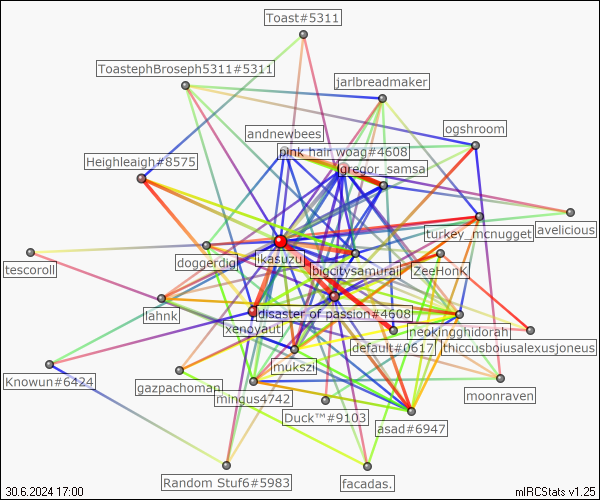 Toast#5311
ToastephBroseph5311#5311
jarlbreadmaker
andnewbees
ogshroom
pink hair woag#4608
Heighleaigh#8575
gregor_samsa
avelicious
turkey_mcnugget
likasuzu
doggerdig
tescoroll
bigcitysamurai
ZeeHonK
lahnk
disaster of passion#4608
xenoyaut
neokingghidorah
default#0617
thiccusboiusalexusjoneus
mukszi
Knowun#6424
gazpachoman
mingus4742
moonraven
Duck™#9103
asad#6947
Random Stuf6#5983
facadas.
30.6.2024 17:00
mIRCStats v1.25